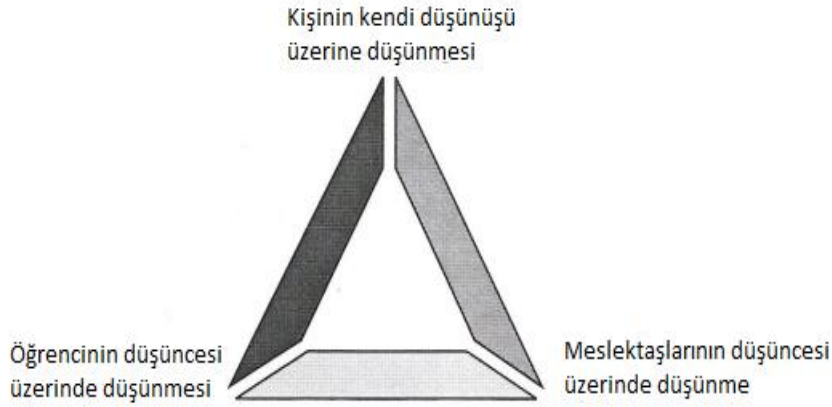 Kişinin kendi düşünüşü
üzerine düşünmesi
Öğrencinin düşüncesi
üzerinde düşünmesi
Meslektaşlarının düşüncesi
üzerinde düşünme